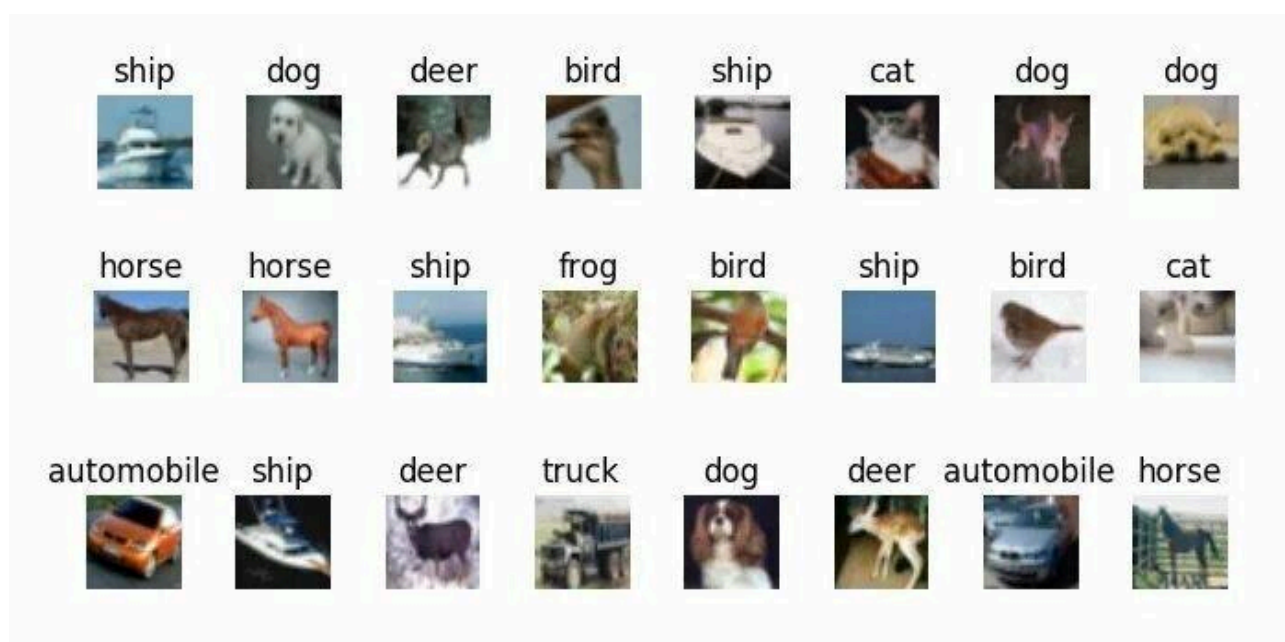 ship dog deer bird ship cat dog dog
horse horse ship frog bird ship bird cat
automobile ship deer truck dog deer automobile horse